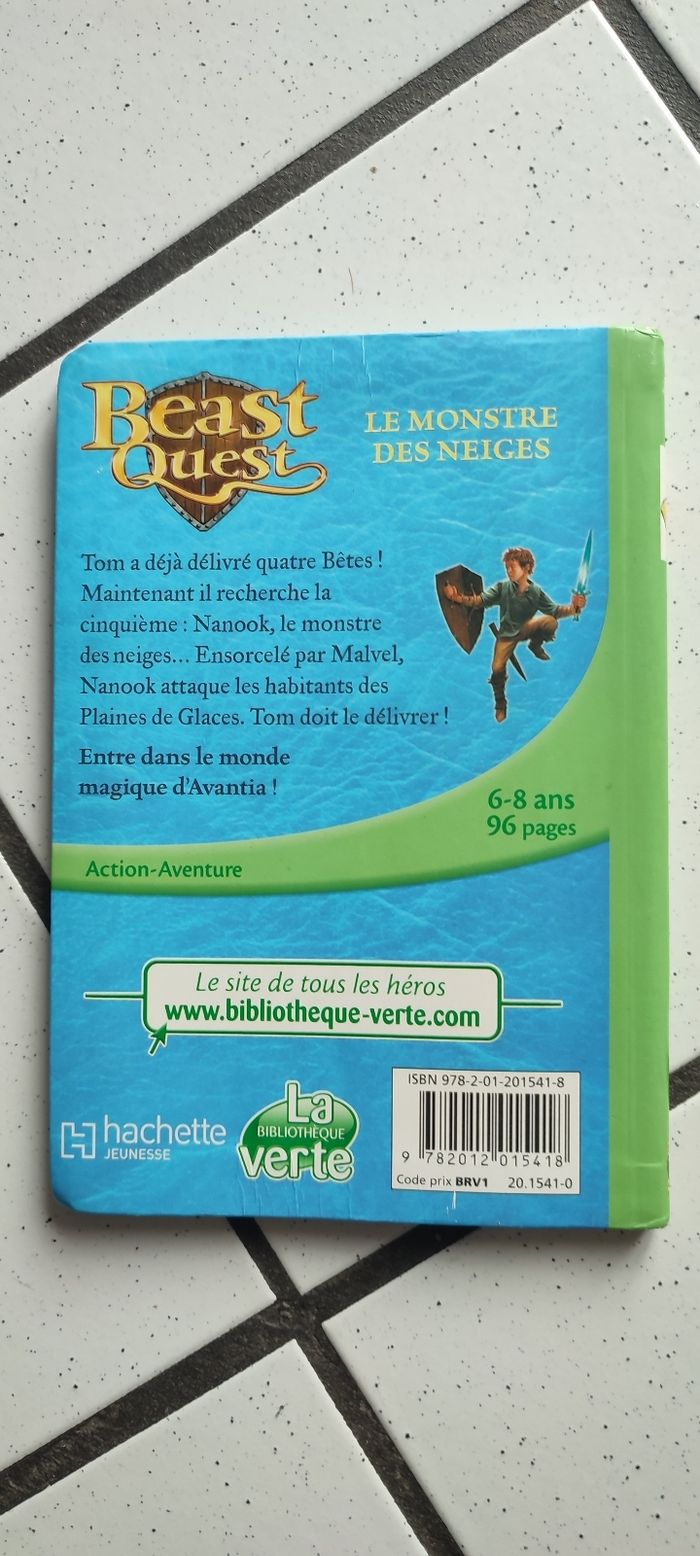 Beast
Quest
LE MONSTRE
DES NEIGES
Tom a déjà délivré quatre Bêtes !
Maintenant il recherche la
cinquième : Nanook, le monstre
des neiges... Ensorcelé par Malvel,
Nanook attaque les habitants des
Plaines de Glaces. Tom doit le délivrer !
Entre dans le monde
magique d'Avantia !
6-8 ans
96 pages
Action-Aventure
Le site de tous les héros
www.bibliotheque-verte.com
hachette
JEUNESSE
La
BIBLIOTHÈQUE
verte
ISBN 978-2-01-201541-8
9 782012 015418
Code prix BRV1 20.1541-0